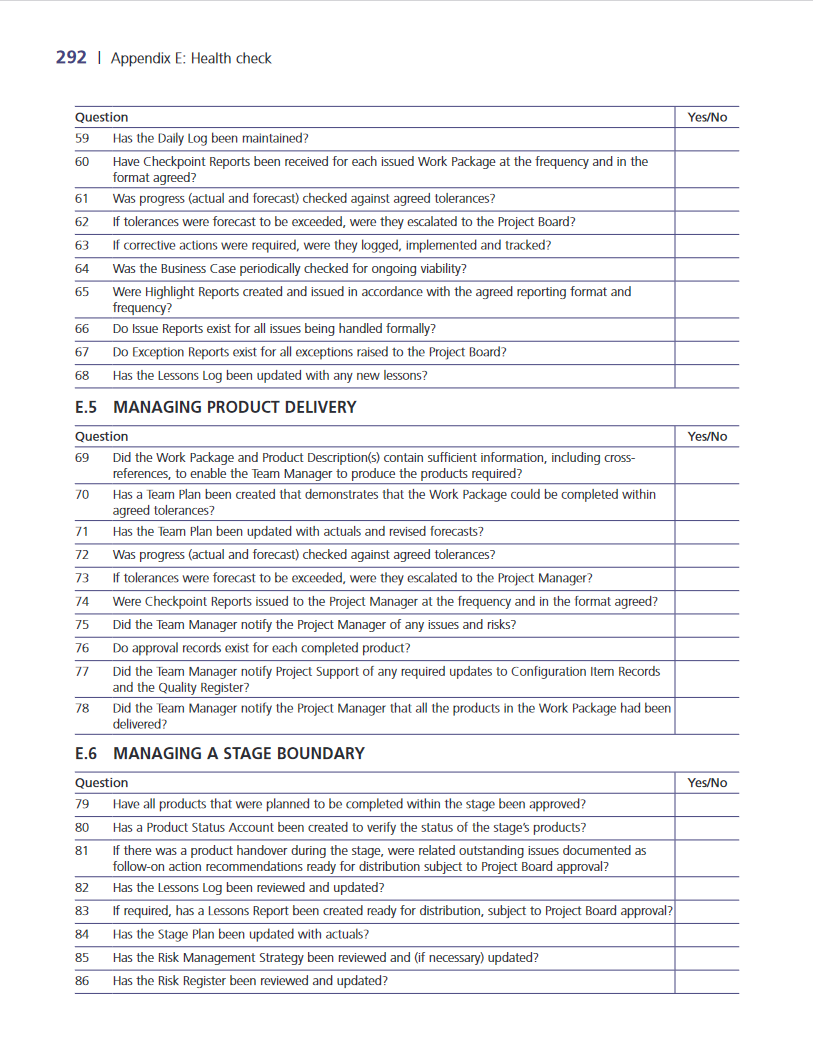 292 | Appendix E: Health check
Question Yes/No
59 Has the Daily Log been maintained?
60 Have Checkpoint Reports been received for each issued Work Package at the frequency and in the
format agreed?
61 Was progress (actual and forecast) checked against agreed tolerances?
62 If tolerances were forecast to be exceeded, were they escalated to the Project Board?
63 If corrective actions were required, were they logged, implemented and tracked?
64 Was the Business Case periodically checked for ongoing viability?
65 Were Highlight Reports created and issued in accordance with the agreed reporting format and
frequency?
66 Do Issue Reports exist for all issues being handled formally?
67 Do Exception Reports exist for all exceptions raised to the Project Board?
68 Has the Lessons Log been updated with any new lessons?
E.5 MANAGING PRODUCT DELIVERY
Question Yes/No
69 Did the Work Package and Product Description(s) contain sufficient information, including cross-
references, to enable the Team Manager to produce the products required?
70 Has a Team Plan been created that demonstrates that the Work Package could be completed within
agreed tolerances?
71 Has the Team Plan been updated with actuals and revised forecasts?
72 Was progress (actual and forecast) checked against agreed tolerances?
73 If tolerances were forecast to be exceeded, were they escalated to the Project Manager?
74 Were Checkpoint Reports issued to the Project Manager at the frequency and in the format agreed?
75 Did the Team Manager notify the Project Manager of any issues and risks?
76 Do approval records exist for each completed product?
77 Did the Team Manager notify Project Support of any required updates to Configuration Item Records
and the Quality Register?
78 Did the Team Manager notify the Project Manager that all the products in the Work Package had been
delivered?
E.6 MANAGING A STAGE BOUNDARY
Question Yes/No
79 Have all products that were planned to be completed within the stage been approved?
80 Has a Product Status Account been created to verify the status of the stage's products?
81 If there was a product handover during the stage, were related outstanding issues documented as
follow-on action recommendations ready for distribution subject to Project Board approval?
82 Has the Lessons Log been reviewed and updated?
83 If required, has a Lessons Report been created ready for distribution, subject to Project Board approval?
84 Has the Stage Plan been updated with actuals?
85 Has the Risk Management Strategy been reviewed and (if necessary) updated?
86 Has the Risk Register been reviewed and updated?